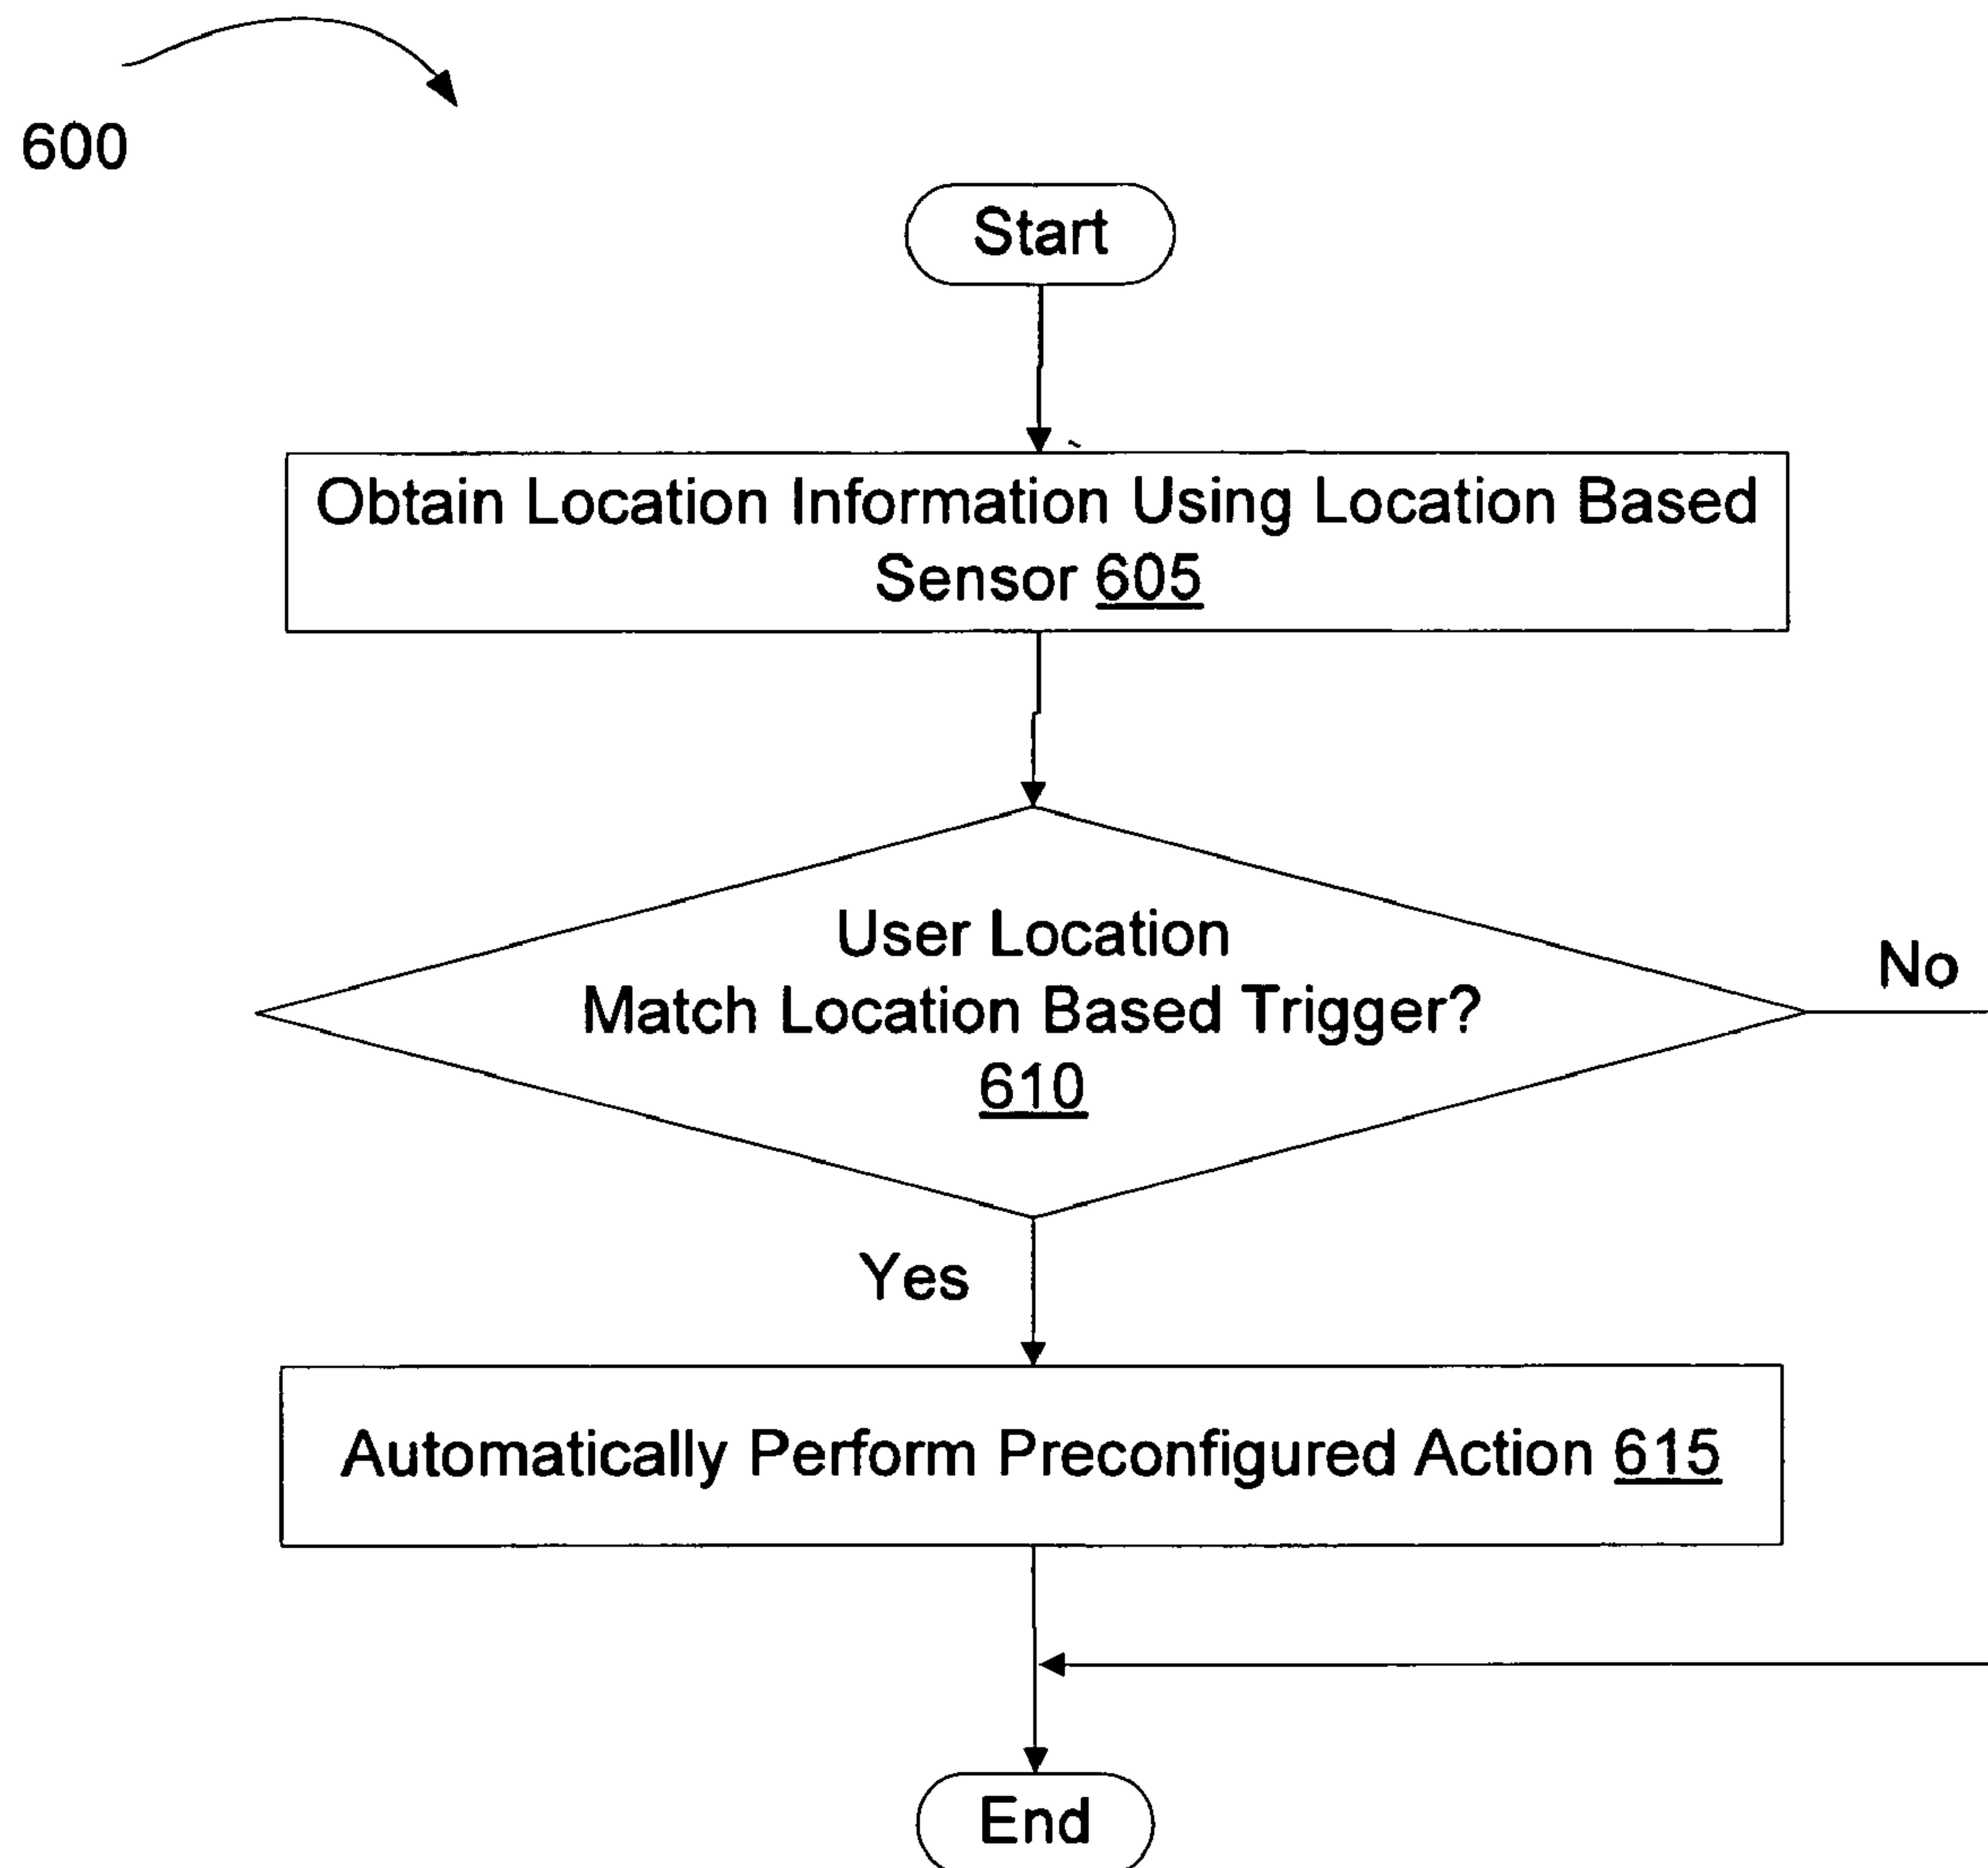 600
Start
Obtain Location Information Using Location Based
Sensor 605
User Location
Match Location Based Trigger?
610
No
Yes
Automatically Perform Preconfigured Action 615
End